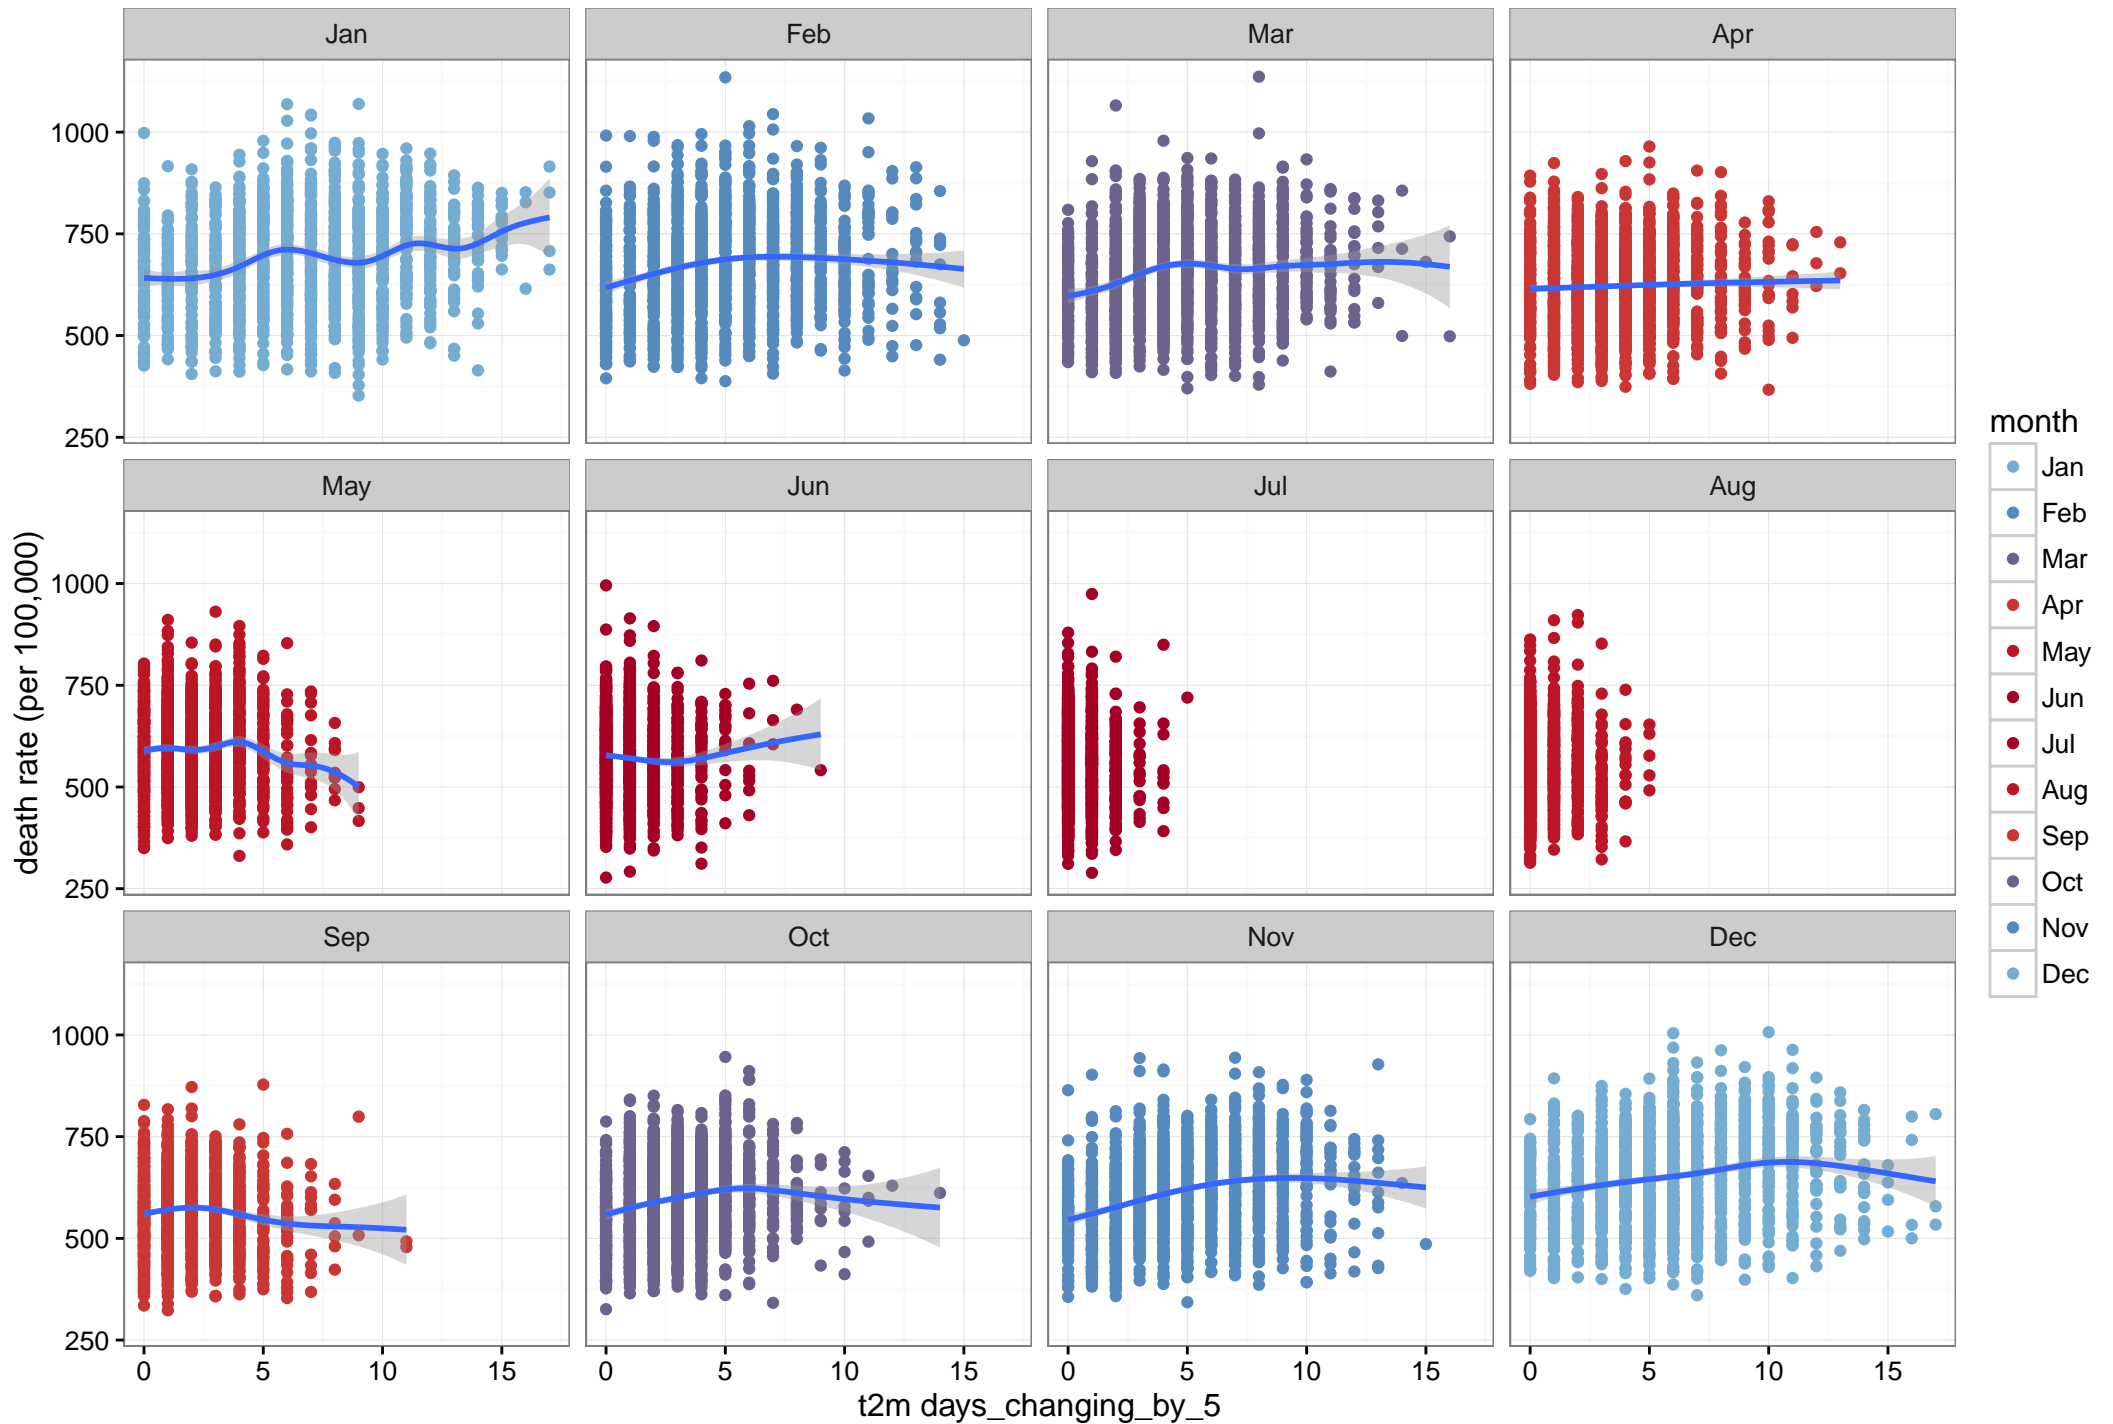 Jan Feb Mar Apr
1000
750
500
250
May Jun Jul Aug
1000
750
500
250
Sep Oct Nov Dec
1000
750
500
250
0 5 10 15 0 5 10 15 0 5 10 15 0 5 10 15
t2m days_changing_by_5
death rate (per 100,000)
month
Jan
Feb
Mar
Apr
May
Jun
Jul
Aug
Sep
Oct
Nov
Dec